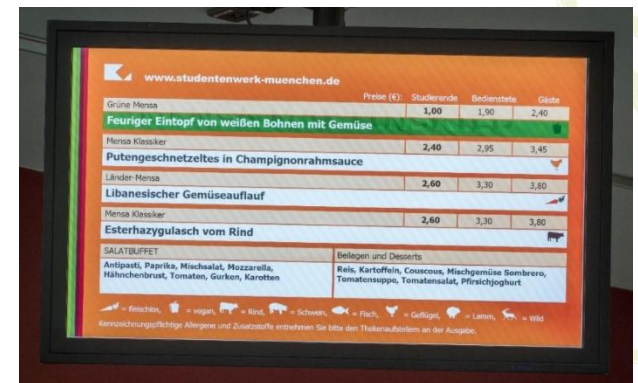 www.studentenwerk-muenchen.de
Preise (€): Studierende Bedienstete Gäste
Grüne Mensa 1,00 1,90 2,40
Feuriger Eintopf von weißen Bohnen mit Gemüse
Mensa Klassiker 2,40 2,95 3,45
Putengeschnetzeltes in Champignonrahmsauce
Länder-Mensa 2,60 3,30 3,80
Libanesischer Gemüseauflauf
Mensa Klassiker 2,60 3,30 3,80
Esterhazygulasch vom Rind
SALATBUFFET
Antipasti, Paprika, Mischsalat, Mozzarella,
Hähnchenbrust, Tomaten, Gurken, Karotten
Beilagen und Desserts
Reis, Kartoffeln, Couscous, Mischgemüse Sombrero,
Tomatensuppe, Tomatensalat, Pfirsichjoghurt
= fleischlos, = vegan, = Rind, = Schwein, = Fisch, = Geflügel, = Lamm, = Wild
Kennzeichnungspflichtige Allergene und Zusatzstoffe entnehmen Sie bitte den Thekenaufstellern an der Ausgabe.